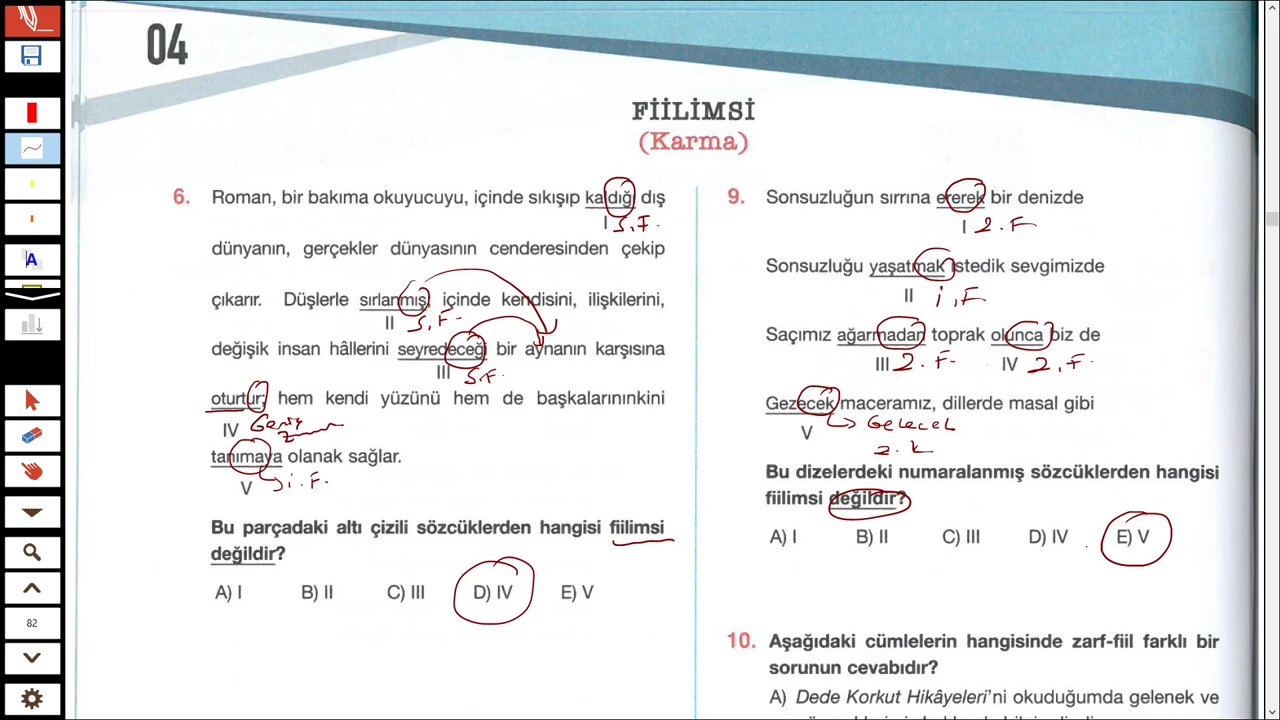 04
FİİLİMSİ
(Karma)
6. Roman, bir bakıma okuyucuyu, içinde sıkışıp kaldığı dış
I S.F.
dünyanın, gerçekler dünyasının cenderesinden çekip
çıkarır. Düşlerle sırlanmış, içinde kendisini, ilişkilerini,
II S.F.
değişik insan hâllerini seyredeceği bir aynanın karşısına
III S.F.
oturtur; hem kendi yüzünü hem de başkalarınınkini
IV Geniş
z
tanımaya olanak sağlar.
V i.F.
Bu parçadaki altı çizili sözcüklerden hangisi fiilimsi
değildir?
A) I B) II C) III D) IV E) V
9. Sonsuzluğun sırrına ererek bir denizde
I Z.F
Sonsuzluğu yaşatmak istedik sevgimizde
II i.F
Saçımız ağarmadan toprak olunca biz de
III Z.F. IV Z.F.
Gezecek maceramız, dillerde masal gibi
V Gelecek
z.k
Bu dizelerdeki numaralanmış sözcüklerden hangisi
fiilimsi değildir?
A) I B) II C) III D) IV E) V
10. Aşağıdaki cümlelerin hangisinde zarf-fiil farklı bir
sorunun cevabıdır?
A) Dede Korkut Hikâyeleri'ni okuduğumda gelenek ve
A
82